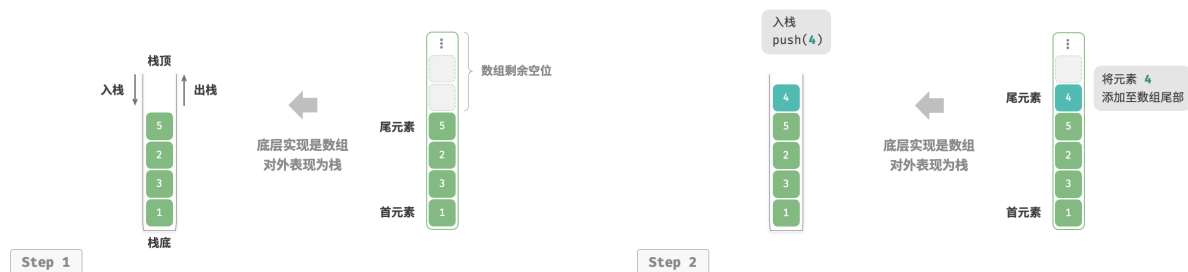 栈顶
入栈
出栈
5
2
3
1
栈底
底层实现是数组
对外表现为栈
⋮
数组剩余空位
尾元素
5
2
3
首元素
1
Step 1
入栈
push(4)
4
5
2
3
1
底层实现是数组
对外表现为栈
⋮
尾元素
4
5
2
3
首元素
1
将元素 4
添加至数组尾部
Step 2